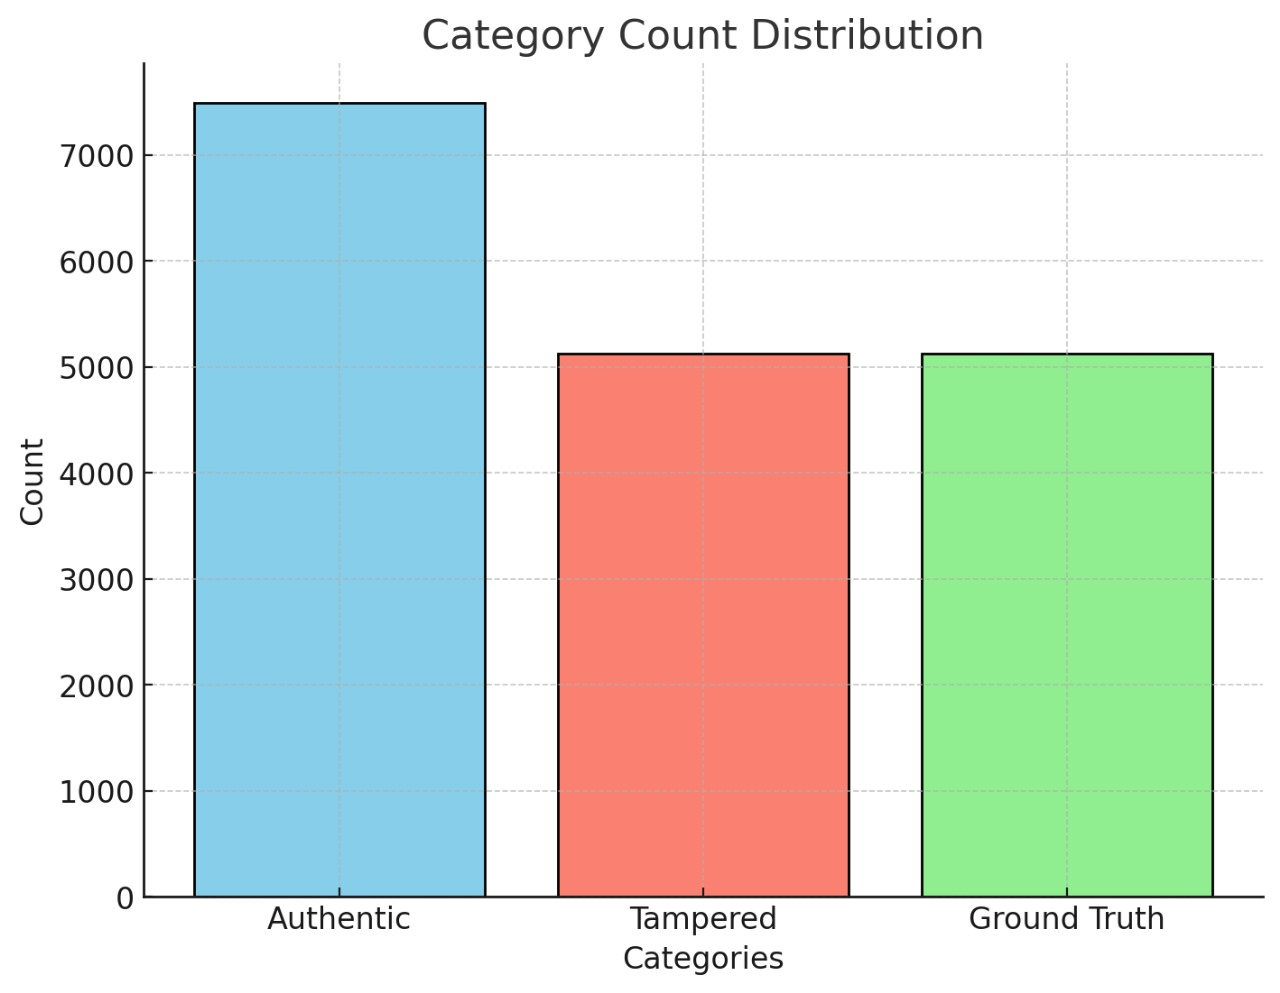 Category Count Distribution
7000
6000
5000
4000
3000
2000
1000
0
Count
Authentic
Tampered
Ground Truth
Categories